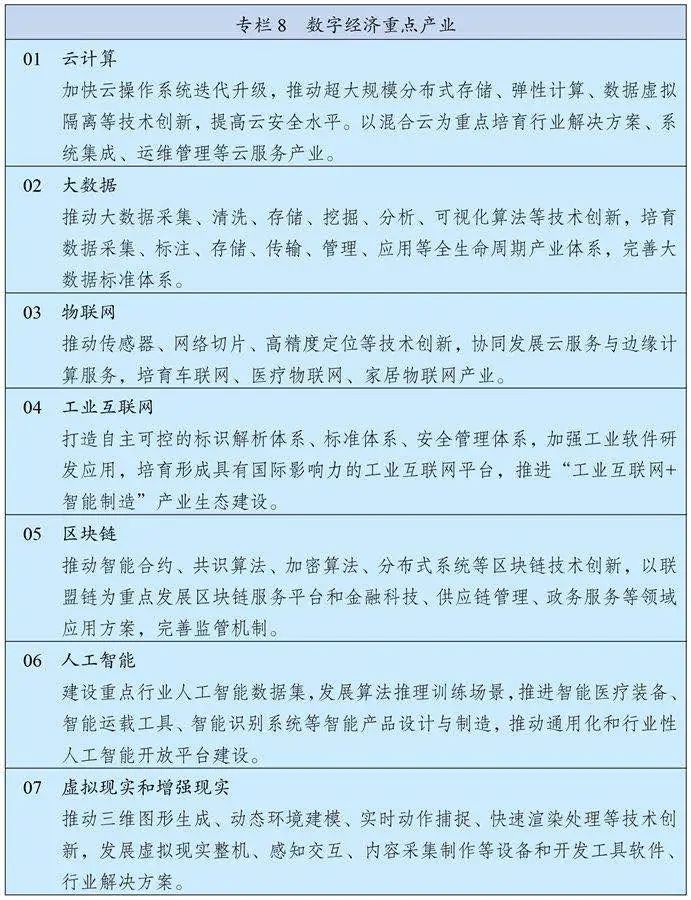 专栏8 数字经济重点产业
01 云计算
加快云操作系统迭代升级，推动超大规模分布式存储、弹性计算、数据虚拟
隔离等技术创新，提高云安全水平。以混合云为重点培育行业解决方案、系
统集成、运维管理等云服务产业。
02 大数据
推动大数据采集、清洗、存储、挖掘、分析、可视化算法等技术创新，培育
数据采集、标注、存储、传输、管理、应用等全生命周期产业体系，完善大
数据标准体系。
03 物联网
推动传感器、网络切片、高精度定位等技术创新，协同发展云服务与边缘计
算服务，培育车联网、医疗物联网、家居物联网产业。
04 工业互联网
打造自主可控的标识解析体系、标准体系、安全管理体系，加强工业软件研
发应用，培育形成具有国际影响力的工业互联网平台，推进“工业互联网+
智能制造”产业生态建设。
05 区块链
推动智能合约、共识算法、加密算法、分布式系统等区块链技术创新，以联
盟链为重点发展区块链服务平台和金融科技、供应链管理、政务服务等领域
应用方案，完善监管机制。
06 人工智能
建设重点行业人工智能数据集，发展算法推理训练场景，推进智能医疗装备、
智能运载工具、智能识别系统等智能产品设计与制造，推动通用化和行业性
人工智能开放平台建设。
07 虚拟现实和增强现实
推动三维图形生成、动态环境建模、实时动作捕捉、快速渲染处理等技术创
新，发展虚拟现实整机、感知交互、内容采集制作等设备和开发工具软件、
行业解决方案。